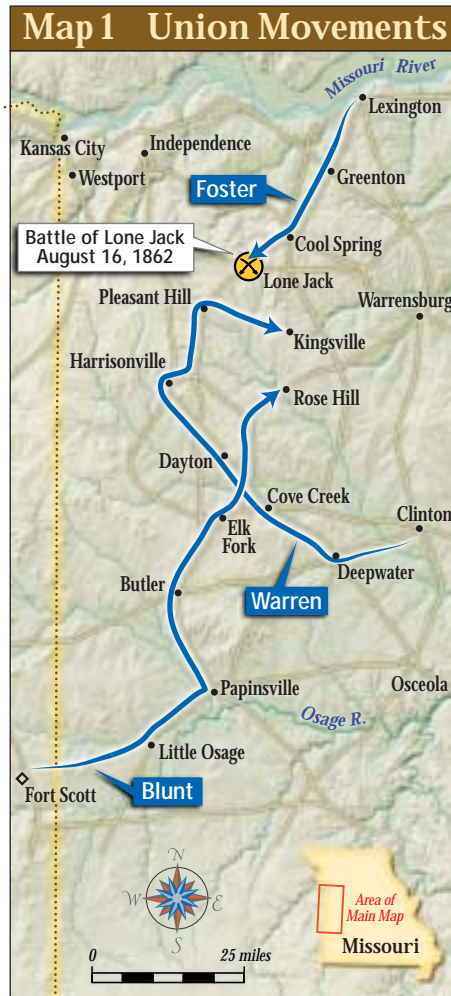 Map 1 Union Movements
Missouri River
Lexington
Kansas City
Independence
Westport
Greenton
Foster
Battle of Lone Jack
August 16, 1862
Cool Spring
Lone Jack
Pleasant Hill
Warrensburg
Kingsville
Harrisonville
Rose Hill
Dayton
Cove Creek
Clinton
Elk
Fork
Deepwater
Butler
Warren
Papinsville
Osceola
Osage R.
Little Osage
Fort Scott
Blunt
N
W
E
S
Area of
Main Map
Missouri
0 25 miles